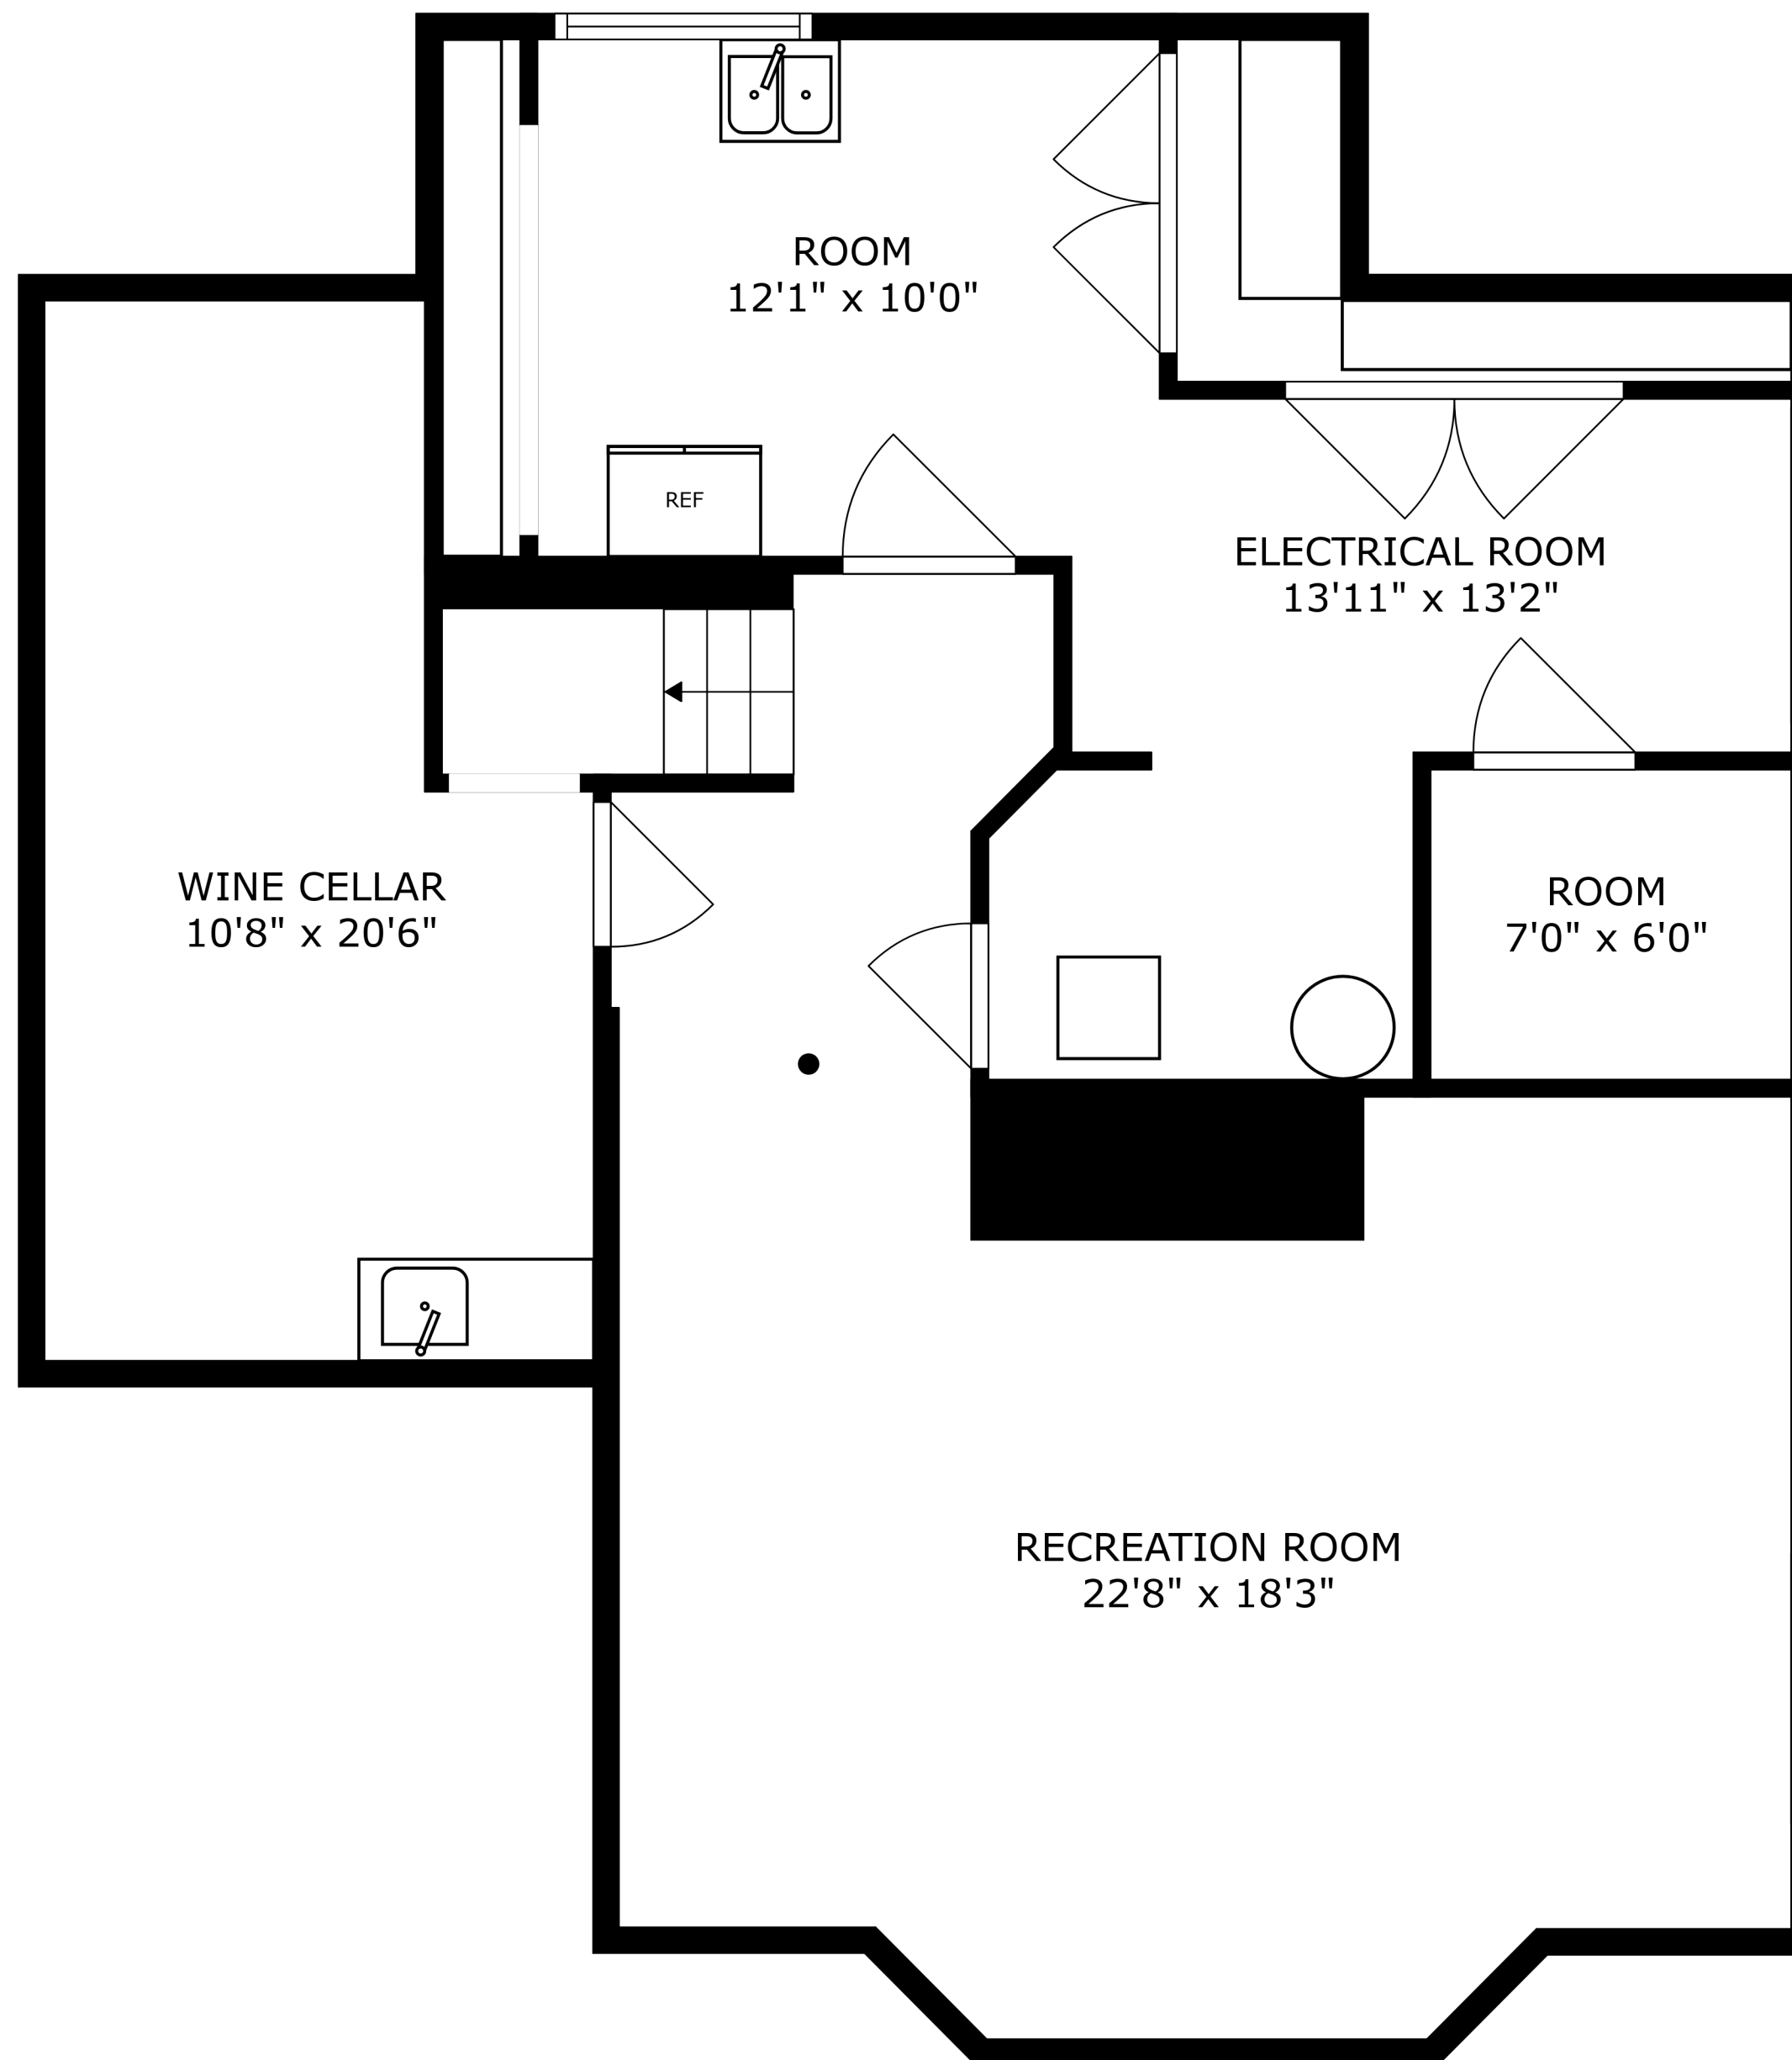 ROOM
12'1" x 10'0"
REF
ELECTRICAL ROOM
13'11" x 13'2"
WINE CELLAR
10'8" x 20'6"
ROOM
7'0" x 6'0"
RECREATION ROOM
22'8" x 18'3"